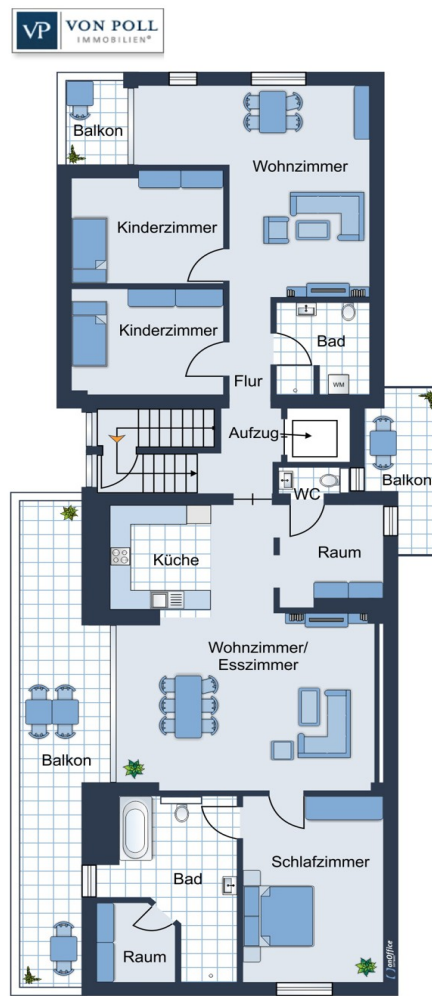 VP VON POLL
IMMOBILIEN®
Balkon
Wohnzimmer
Kinderzimmer
Kinderzimmer
Bad
WM
Flur
Aufzug
Balkon
WC
Küche
Raum
Wohnzimmer/
Esszimmer
Balkon
Schlafzimmer
Bad
Raum
onOffice